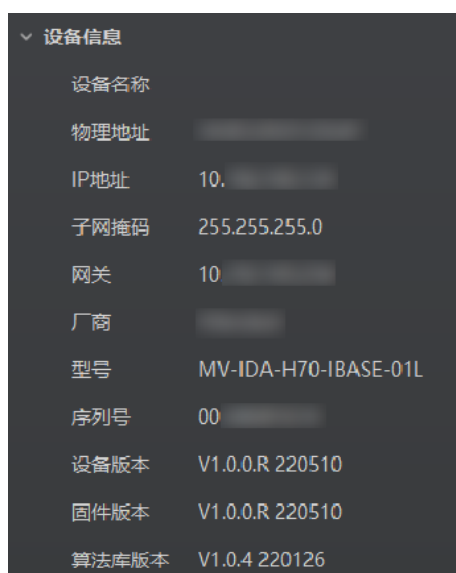 设备信息
设备名称
物理地址
IP地址 10.
子网掩码 255.255.255.0
网关 10
厂商
型号 MV-IDA-H70-IBASE-01L
序列号 00
设备版本 V1.0.0.R 220510
固件版本 V1.0.0.R 220510
算法库版本 V1.0.4 220126